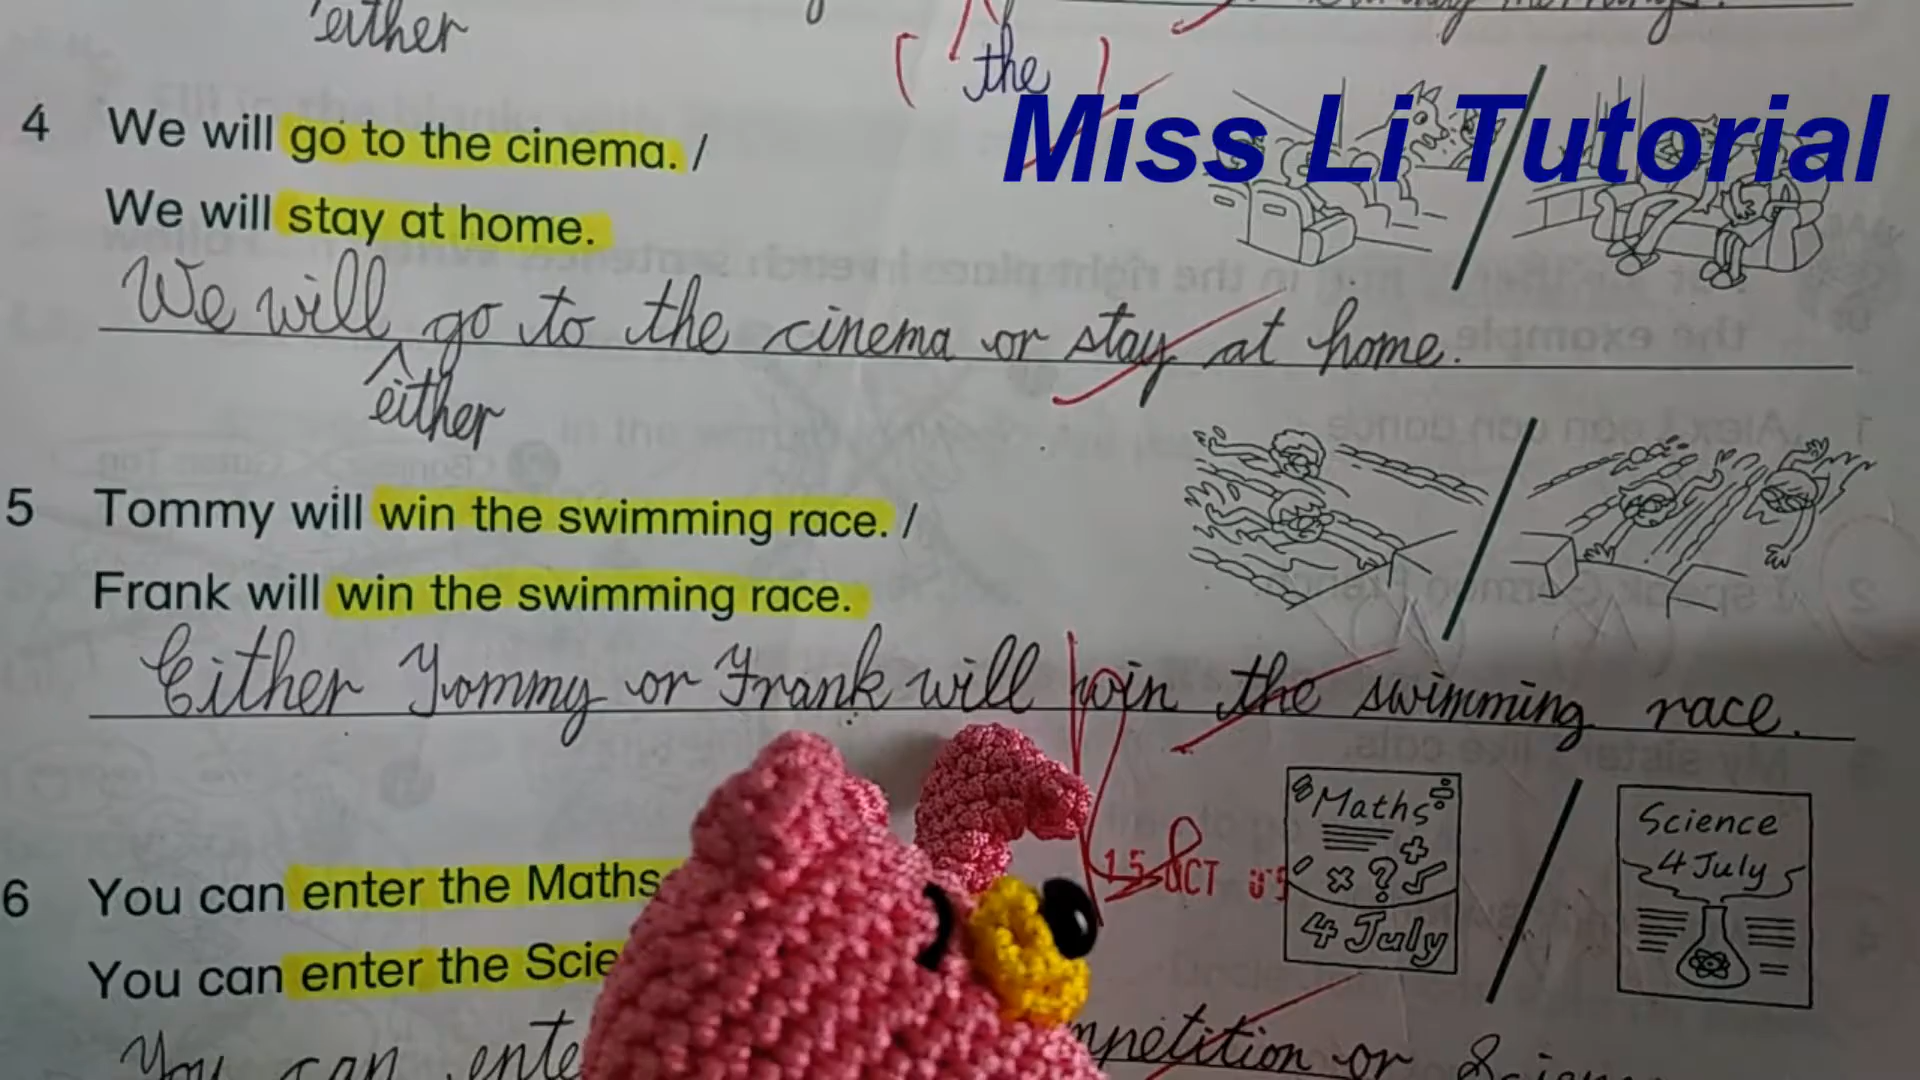 either
(the)
Miss Li Tutorial
4 We will go to the cinema. /
We will stay at home.
We will go to the cinema or stay at home.
^
either
5 Tommy will win the swimming race. /
Frank will win the swimming race.
Either Tommy or Frank will win the swimming race.
Maths
4 July
Science
4 July
15 OCT
6 You can enter the Maths
You can enter the Scie
You can ente mpetition or Scien